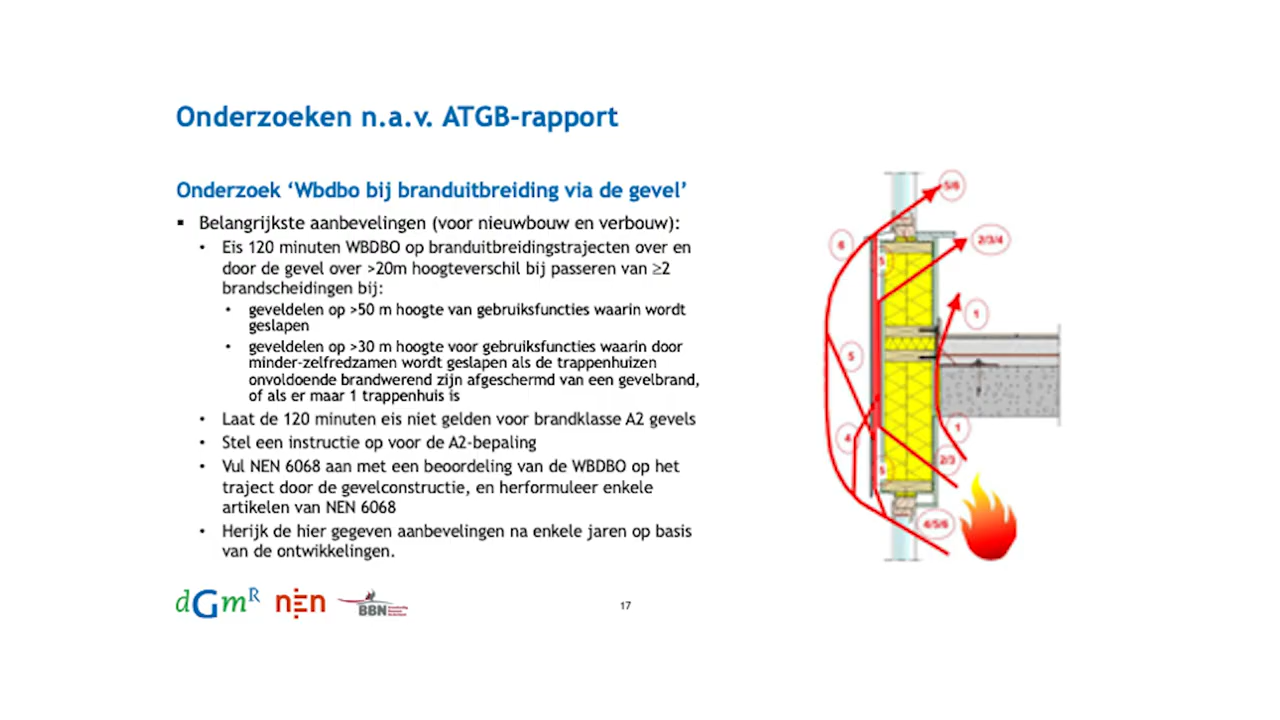 Onderzoeken n.a.v. ATGB-rapport
Onderzoek ‘Wbdbo bij branduitbreiding via de gevel’
▪ Belangrijkste aanbevelingen (voor nieuwbouw en verbouw):
• Eis 120 minuten WBDBO op branduitbreidingstrajecten over en
door de gevel over >20m hoogteverschil bij passeren van ≥2
brandscheidingen bij:
• geveldelen op >50 m hoogte van gebruiksfuncties waarin wordt
geslapen
• geveldelen op >30 m hoogte voor gebruiksfuncties waarin door
minder-zelfredzamen wordt geslapen als de trappenhuizen
onvoldoende brandwerend zijn afgeschermd van een gevelbrand,
of als er maar 1 trappenhuis is
• Laat de 120 minuten eis niet gelden voor brandklasse A2 gevels
• Stel een instructie op voor de A2-bepaling
• Vul NEN 6068 aan met een beoordeling van de WBDBO op het
traject door de gevelconstructie, en herformuleer enkele
artikelen van NEN 6068
• Herijk de hier gegeven aanbevelingen na enkele jaren op basis
van de ontwikkelingen.
5/6
6
2/3/4
5
1
5
4
1
2/3
5
4/5/6
dGmR
nen
BBN
17